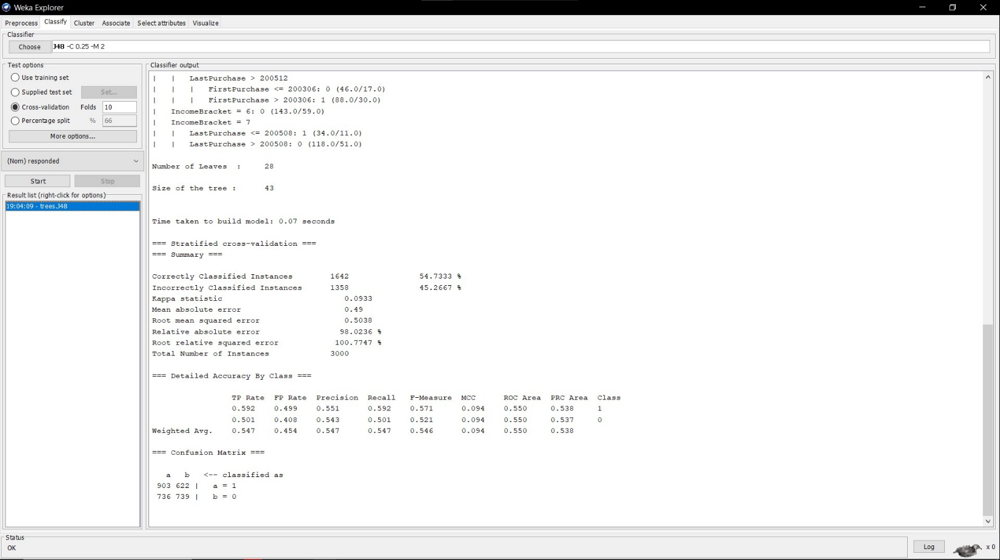 Weka Explorer
Preprocess Classify Cluster Associate Select attributes Visualize
Classifier
Choose J48 -C 0.25 -M 2
Test options
Use training set
Supplied test set Set...
Cross-validation Folds 10
Percentage split % 66
More options...
(Nom) responded
Start Stop
Result list (right-click for options)
19:04:09 - trees.J48
Classifier output
| | LastPurchase > 200512
| | | FirstPurchase <= 200306: 0 (46.0/17.0)
| | | FirstPurchase > 200306: 1 (88.0/30.0)
| IncomeBracket = 6: 0 (143.0/59.0)
| IncomeBracket = 7
| | LastPurchase <= 200508: 1 (34.0/11.0)
| | LastPurchase > 200508: 0 (118.0/51.0)
Number of Leaves : 28
Size of the tree : 43
Time taken to build model: 0.07 seconds
=== Stratified cross-validation ===
=== Summary ===
Correctly Classified Instances 1642 54.7333 %
Incorrectly Classified Instances 1358 45.2667 %
Kappa statistic 0.0933
Mean absolute error 0.49
Root mean squared error 0.5038
Relative absolute error 98.0236 %
Root relative squared error 100.7747 %
Total Number of Instances 3000
=== Detailed Accuracy By Class ===
TP Rate FP Rate Precision Recall F-Measure MCC ROC Area PRC Area Class
0.592 0.499 0.551 0.592 0.571 0.094 0.550 0.538 1
0.501 0.408 0.543 0.501 0.521 0.094 0.550 0.537 0
Weighted Avg. 0.547 0.454 0.547 0.547 0.546 0.094 0.550 0.538
=== Confusion Matrix ===
a b <-- classified as
903 622 | a = 1
736 739 | b = 0
Status
OK
Log x 0